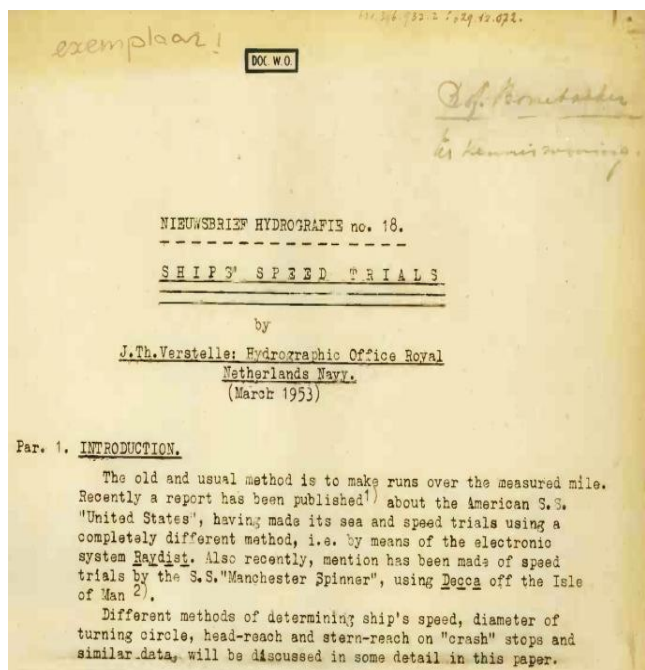 exemplaar!
DOC. W.O.
Prof. Bonebakker
ter kennisneming.
NIEUWSBRIEF HYDROGRAFIE no. 18.
SHIPS' SPEED TRIALS
by
J.Th.Verstelle: Hydrographic Office Royal
Netherlands Navy.
(March 1953)
Par. 1. INTRODUCTION.
The old and usual method is to make runs over the measured mile.
Recently a report has been published1) about the American S.S.
"United States", having made its sea and speed trials using a
completely different method, i.e. by means of the electronic
system Raydist. Also recently, mention has been made of speed
trials by the S.S."Manchester Spinner", using Decca off the Isle
of Man 2).
Different methods of determining ship's speed, diameter of
turning circle, head-reach and stern-reach on "crash" stops and
similar data, will be discussed in some detail in this paper.